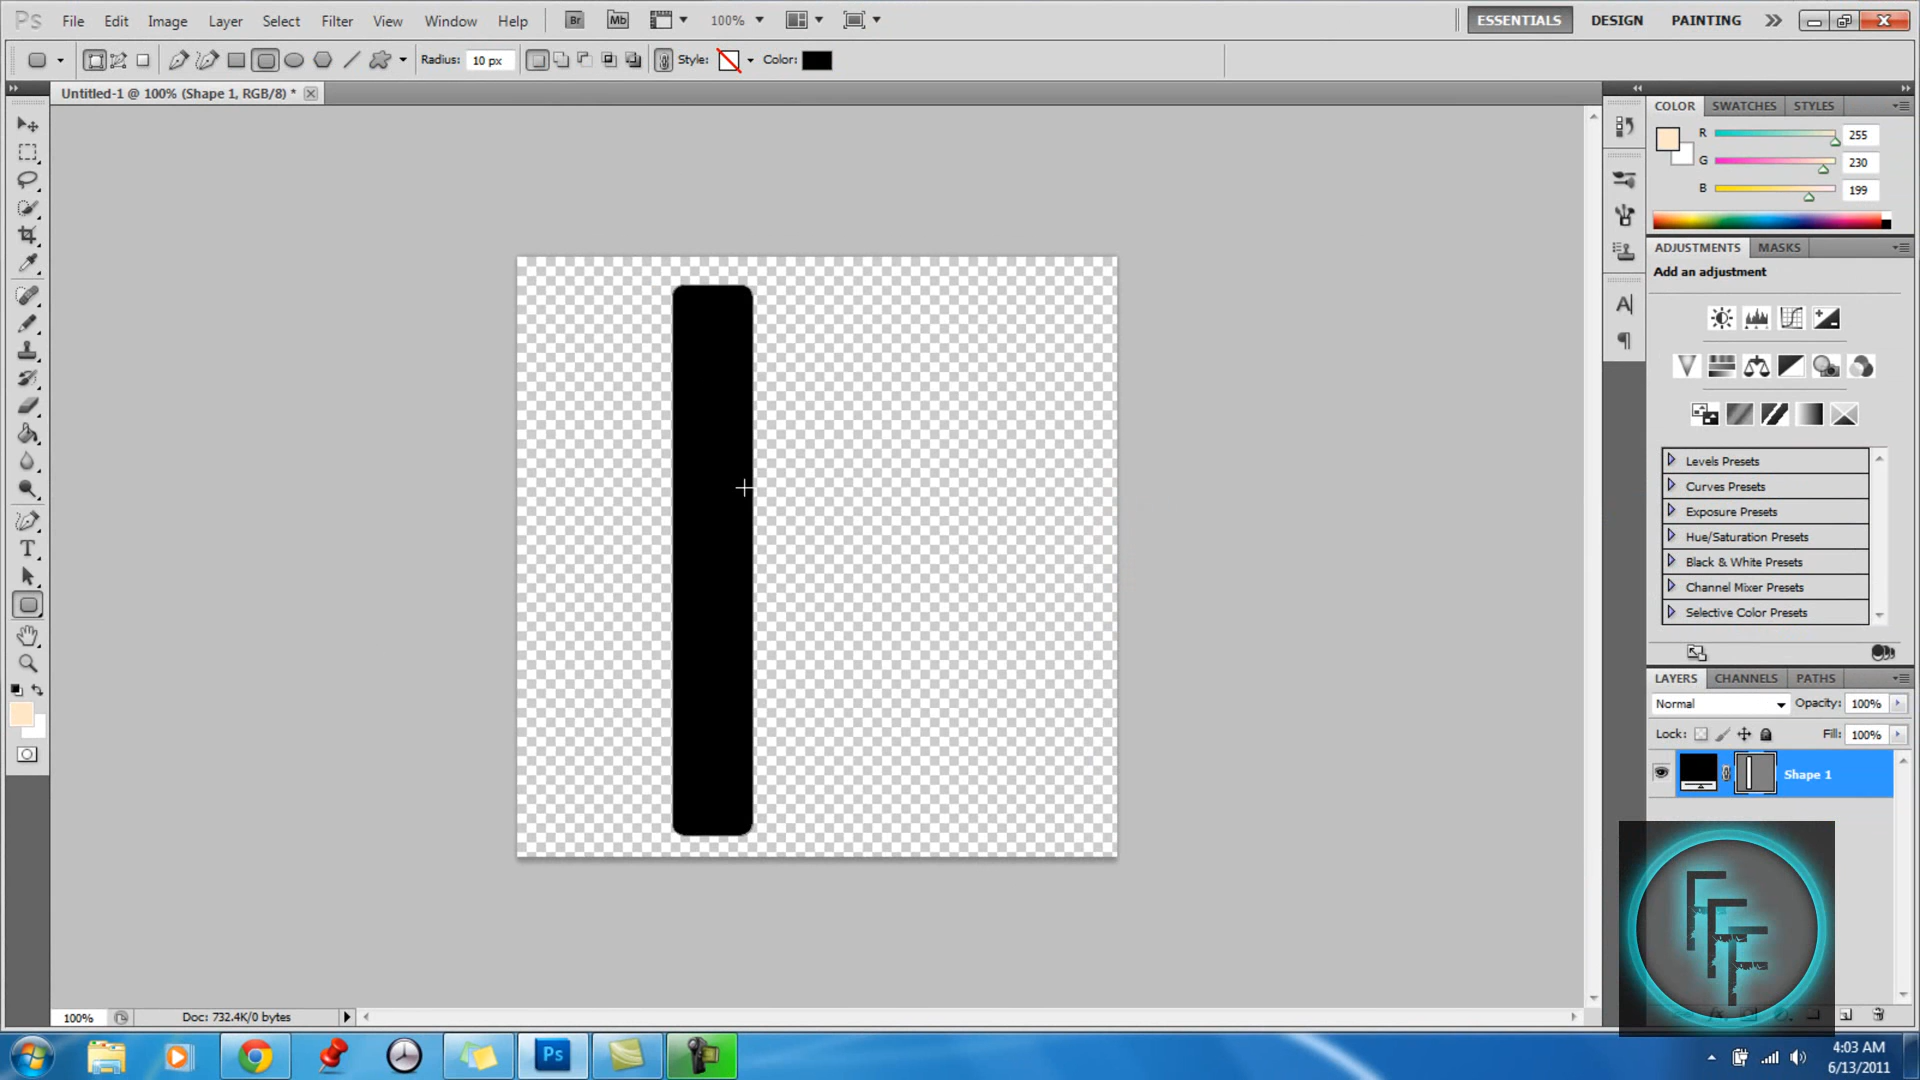 Ps File Edit Image Layer Select Filter View Window Help Br Mb 100% ESSENTIALS DESIGN PAINTING
Radius: 10 px Style: Color:
Untitled-1 @ 100% (Shape 1, RGB/8) *
COLOR SWATCHES STYLES
R 255
G 230
B 199
ADJUSTMENTS MASKS
Add an adjustment
Levels Presets
Curves Presets
Exposure Presets
Hue/Saturation Presets
Black & White Presets
Channel Mixer Presets
Selective Color Presets
LAYERS CHANNELS PATHS
Normal Opacity: 100%
Lock: Fill: 100%
Shape 1
FFF
100% Doc: 732.4K/0 bytes
Ps
4:03 AM
6/13/2011